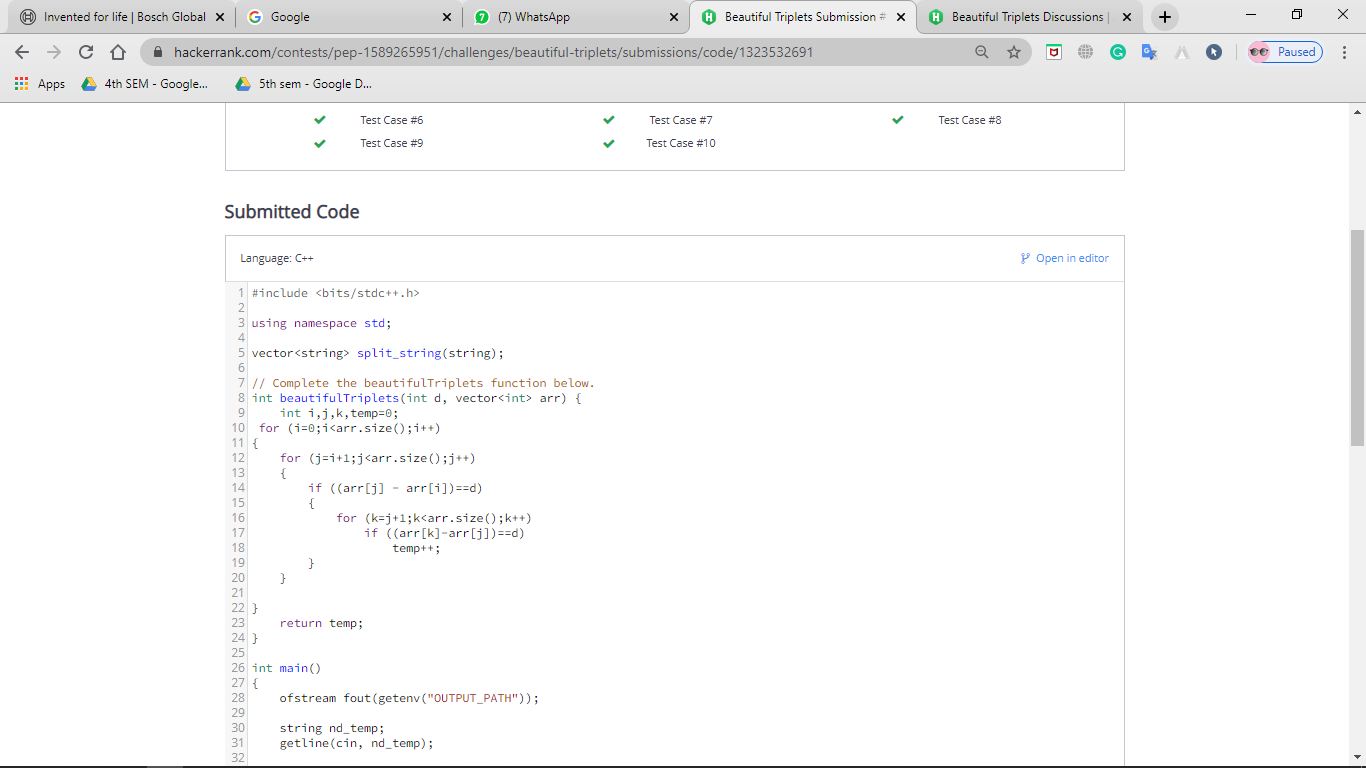 Invented for life | Bosch Global
Google
(7) WhatsApp
Beautiful Triplets Submission #
Beautiful Triplets Discussions |
hackerrank.com/contests/pep-1589265951/challenges/beautiful-triplets/submissions/code/1323532691
Paused
Apps
4th SEM - Google...
5th sem - Google D...
Test Case #6
Test Case #7
Test Case #8
Test Case #9
Test Case #10
Submitted Code
Language: C++
Open in editor
1 #include <bits/stdc++.h>
2
3 using namespace std;
4
5 vector<string> split_string(string);
6
7 // Complete the beautifulTriplets function below.
8 int beautifulTriplets(int d, vector<int> arr) {
9     int i,j,k,temp=0;
10  for (i=0;i<arr.size();i++)
11 {
12     for (j=i+1;j<arr.size();j++)
13     {
14         if ((arr[j] - arr[i])==d)
15         {
16             for (k=j+1;k<arr.size();k++)
17                 if ((arr[k]-arr[j])==d)
18                     temp++;
19         }
20     }
21
22 }
23     return temp;
24 }
25
26 int main()
27 {
28     ofstream fout(getenv("OUTPUT_PATH"));
29
30     string nd_temp;
31     getline(cin, nd_temp);
32